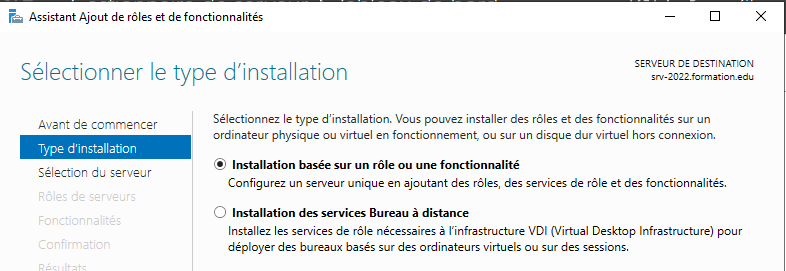 Assistant Ajout de rôles et de fonctionnalités
Sélectionner le type d'installation
SERVEUR DE DESTINATION
srv-2022.formation.edu
Avant de commencer
Type d'installation
Sélection du serveur
Rôles de serveurs
Fonctionnalités
Confirmation
Résultats
Sélectionnez le type d'installation. Vous pouvez installer des rôles et des fonctionnalités sur un
ordinateur physique ou virtuel en fonctionnement, ou sur un disque dur virtuel hors connexion.
Installation basée sur un rôle ou une fonctionnalité
Configurez un serveur unique en ajoutant des rôles, des services de rôle et des fonctionnalités.
Installation des services Bureau à distance
Installez les services de rôle nécessaires à l'infrastructure VDI (Virtual Desktop Infrastructure) pour
déployer des bureaux basés sur des ordinateurs virtuels ou sur des sessions.